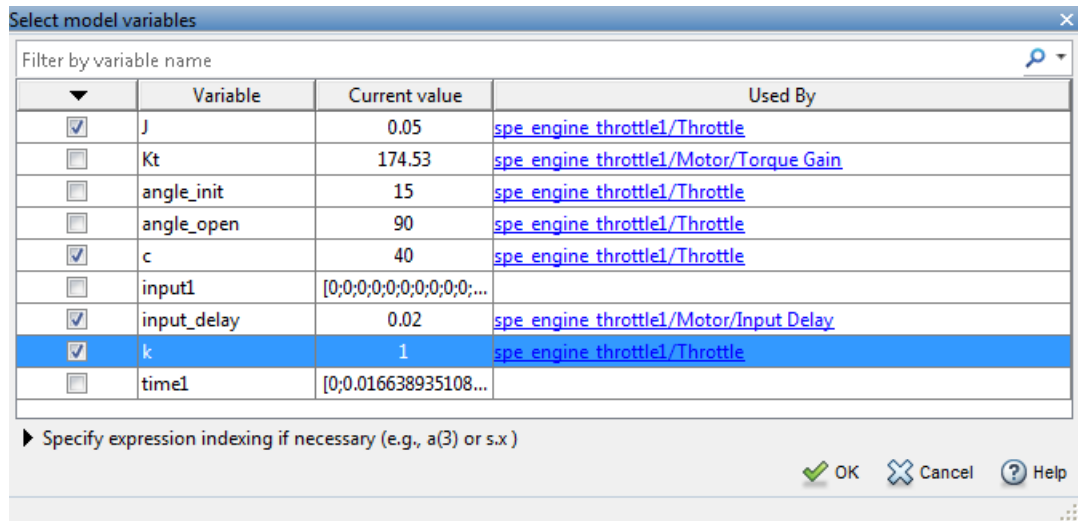 Select model variables
Filter by variable name
Variable Current value Used By
J 0.05 spe_engine_throttle1/Throttle
Kt 174.53 spe_engine_throttle1/Motor/Torque Gain
angle_init 15 spe_engine_throttle1/Throttle
angle_open 90 spe_engine_throttle1/Throttle
c 40 spe_engine_throttle1/Throttle
input1 [0;0;0;0;0;0;0;0;0;0;...
input_delay 0.02 spe_engine_throttle1/Motor/Input Delay
k 1 spe_engine_throttle1/Throttle
time1 [0;0.016638935108...
Specify expression indexing if necessary (e.g., a(3) or s.x )
OK Cancel Help